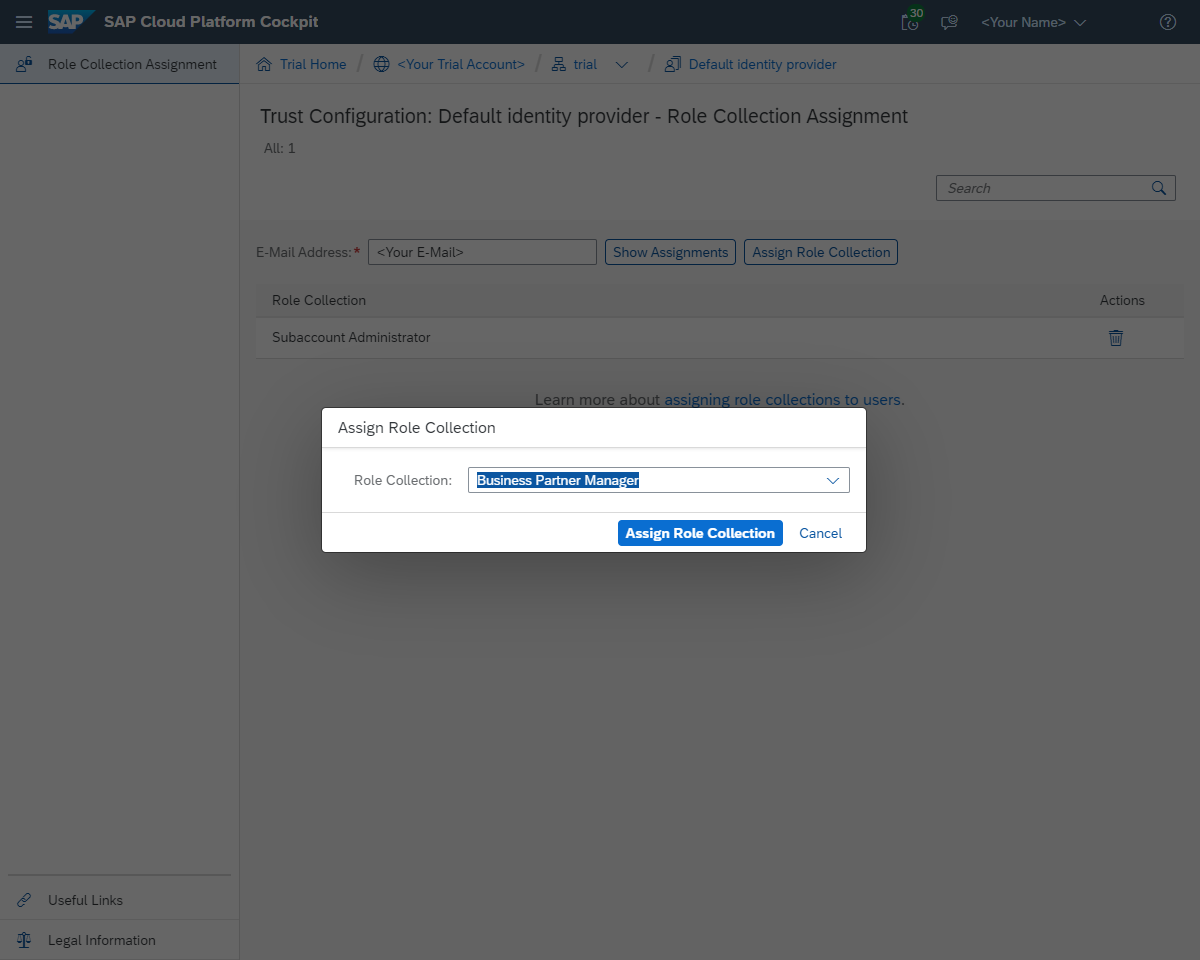 SAP SAP Cloud Platform Cockpit 30 <Your Name>
Role Collection Assignment Trial Home / <Your Trial Account> / trial / Default identity provider
Trust Configuration: Default identity provider - Role Collection Assignment
All: 1
Search
E-Mail Address:* <Your E-Mail> Show Assignments Assign Role Collection
Role Collection Actions
Subaccount Administrator
Learn more about assigning role collections to users.
Assign Role Collection
Role Collection: Business Partner Manager
Assign Role Collection Cancel
Useful Links
Legal Information